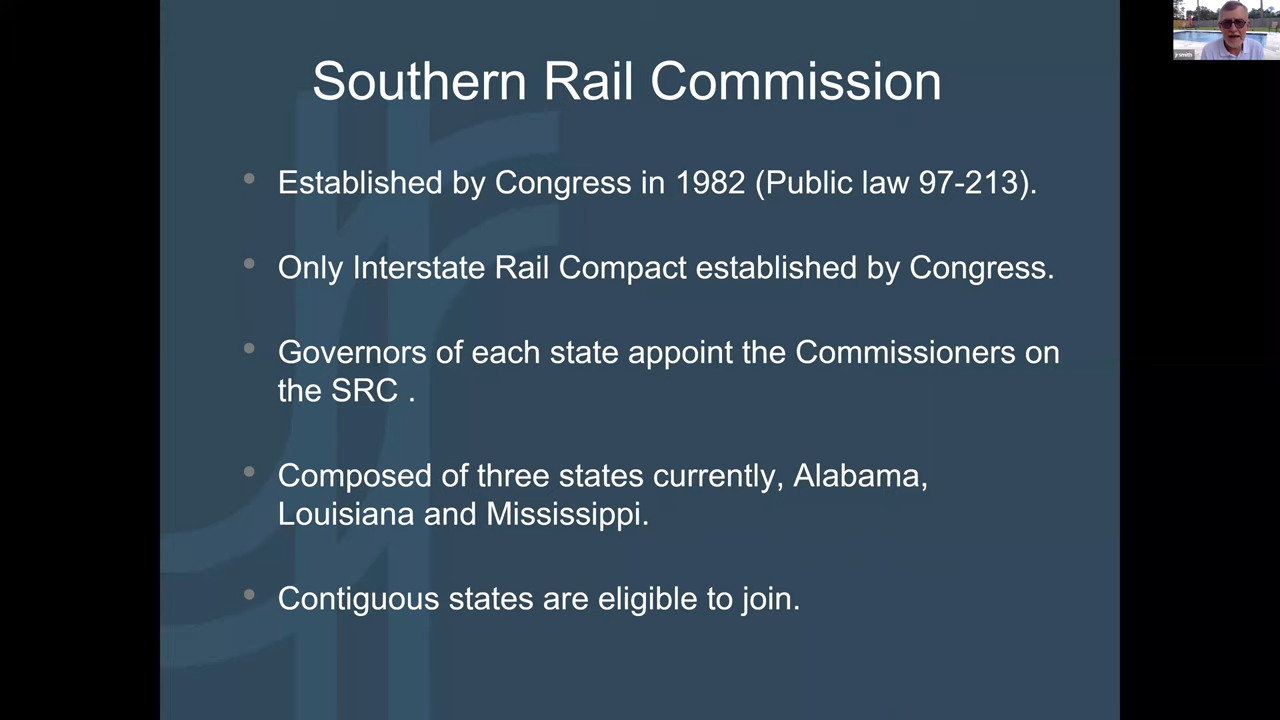 Southern Rail Commission
• Established by Congress in 1982 (Public law 97-213).
• Only Interstate Rail Compact established by Congress.
• Governors of each state appoint the Commissioners on
the SRC .
• Composed of three states currently, Alabama,
Louisiana and Mississippi.
• Contiguous states are eligible to join.
jr smith